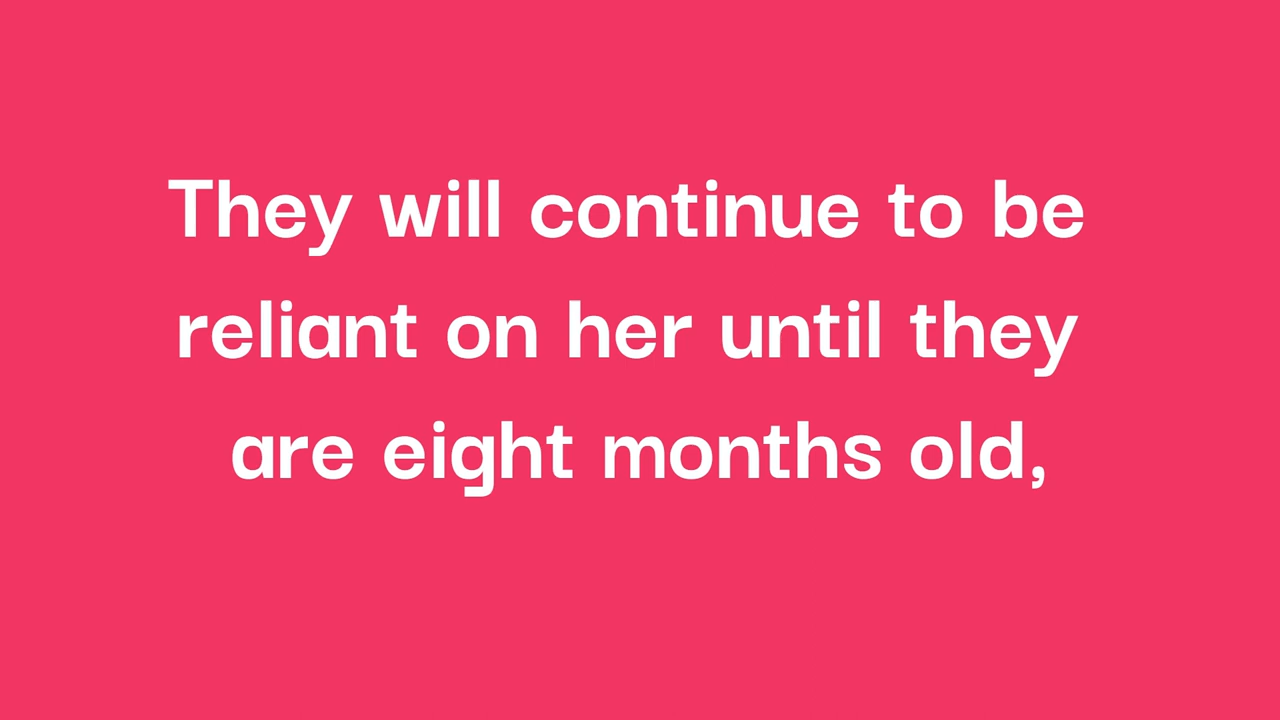 They will continue to be
reliant on her until they
are eight months old,